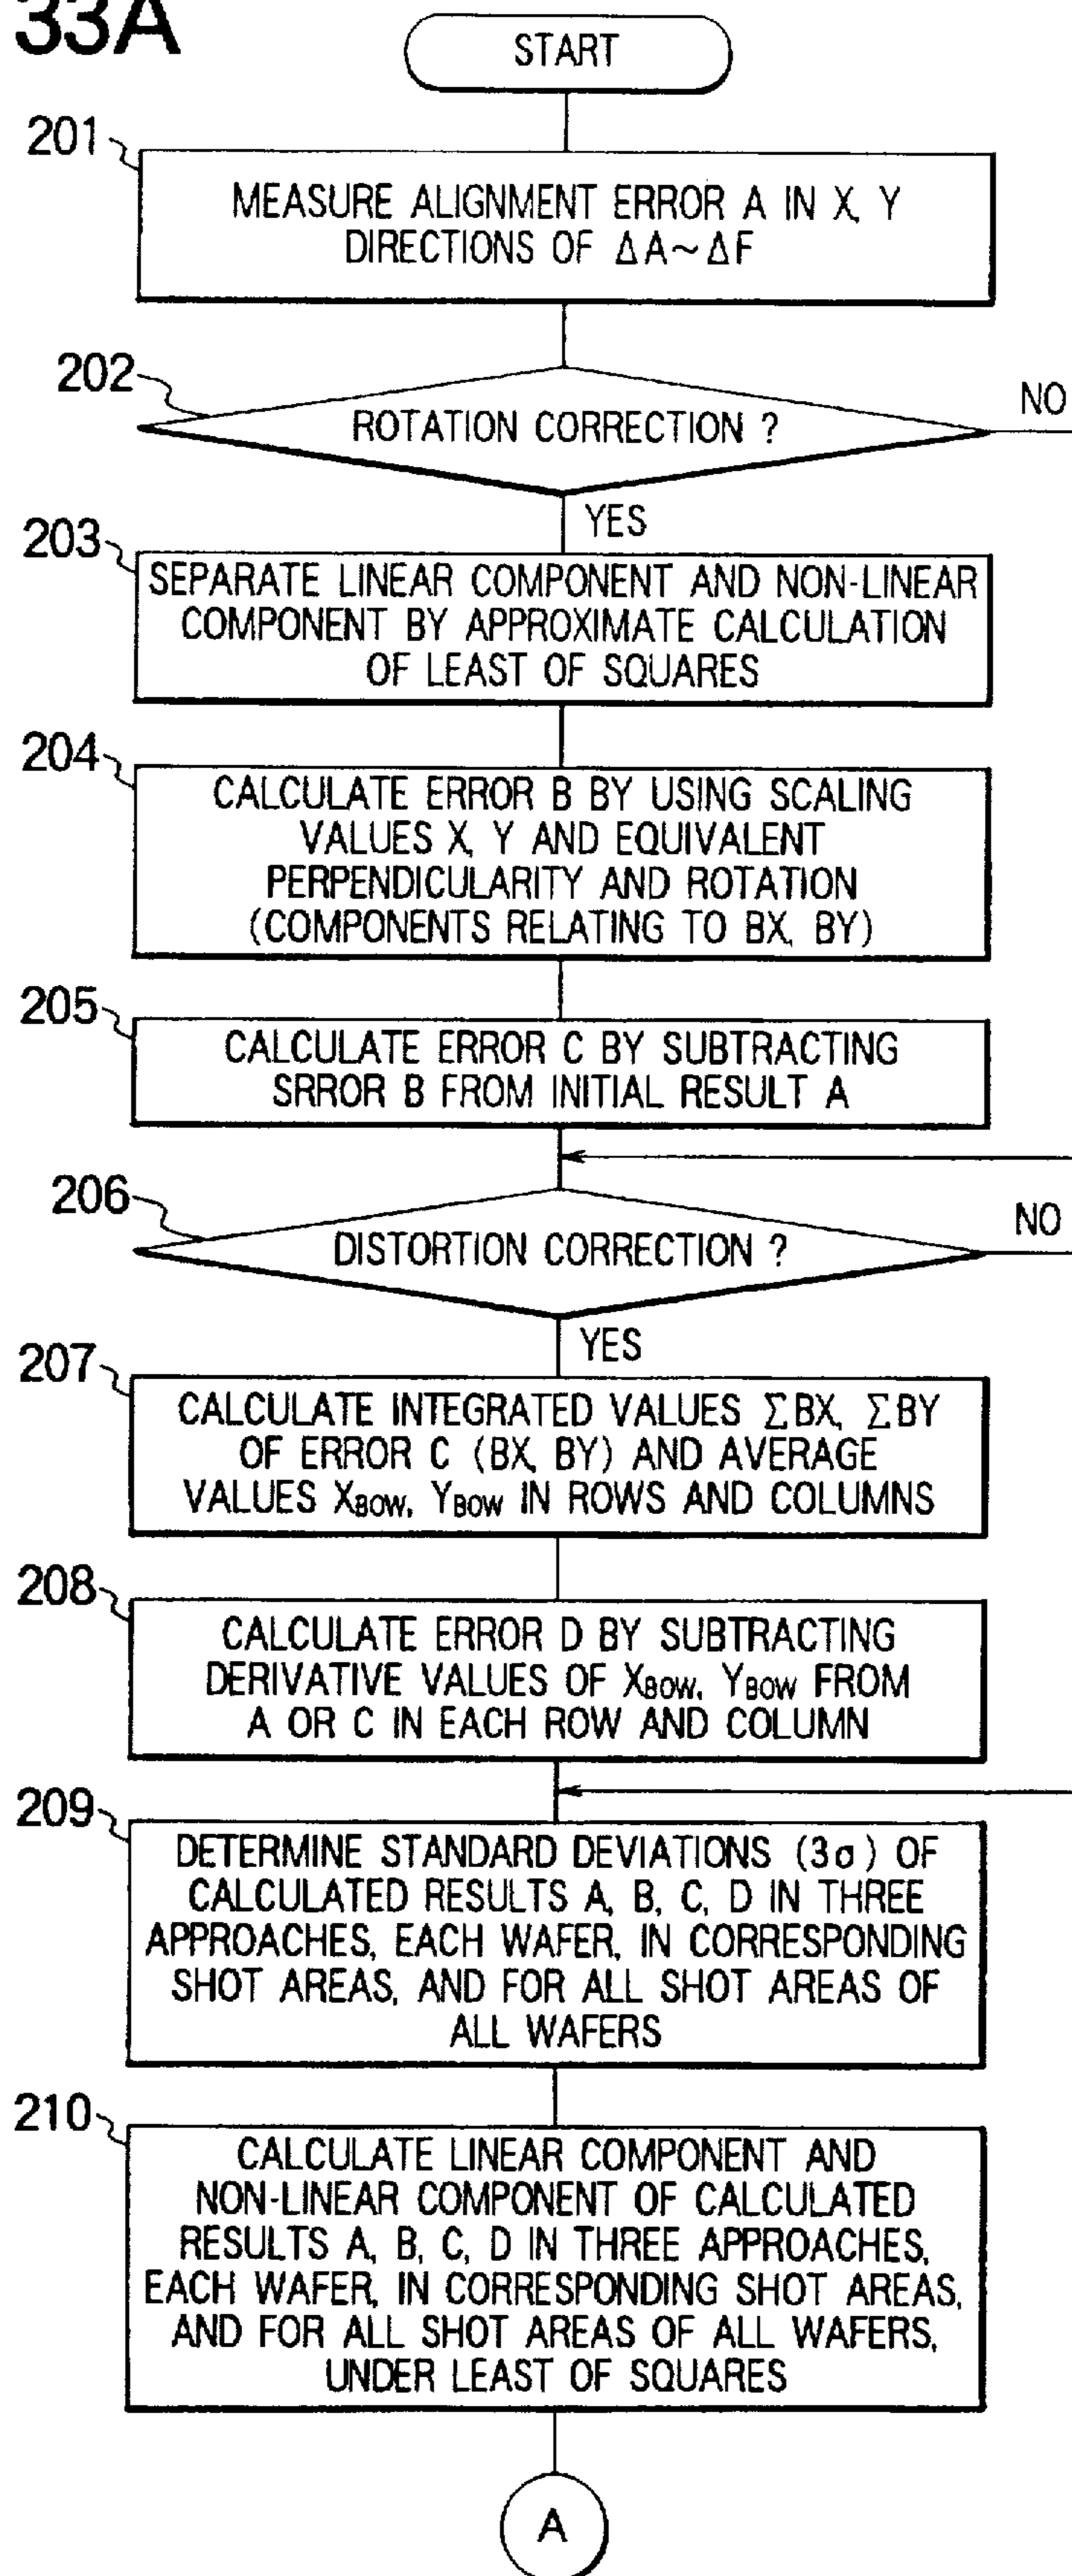 33A
START
201
MEASURE ALIGNMENT ERROR A IN X, Y
DIRECTIONS OF ΔA~ΔF
202
ROTATION CORRECTION ?
NO
YES
203
SEPARATE LINEAR COMPONENT AND NON-LINEAR
COMPONENT BY APPROXIMATE CALCULATION
OF LEAST OF SQUARES
204
CALCULATE ERROR B BY USING SCALING
VALUES X, Y AND EQUIVALENT
PERPENDICULARITY AND ROTATION
(COMPONENTS RELATING TO BX, BY)
205
CALCULATE ERROR C BY SUBTRACTING
SRROR B FROM INITIAL RESULT A
206
DISTORTION CORRECTION ?
NO
YES
207
CALCULATE INTEGRATED VALUES ΣBX, ΣBY
OF ERROR C (BX, BY) AND AVERAGE
VALUES XBOW, YBOW IN ROWS AND COLUMNS
208
CALCULATE ERROR D BY SUBTRACTING
DERIVATIVE VALUES OF XBOW, YBOW FROM
A OR C IN EACH ROW AND COLUMN
209
DETERMINE STANDARD DEVIATIONS (3σ) OF
CALCULATED RESULTS A, B, C, D IN THREE
APPROACHES, EACH WAFER, IN CORRESPONDING
SHOT AREAS, AND FOR ALL SHOT AREAS OF
ALL WAFERS
210
CALCULATE LINEAR COMPONENT AND
NON-LINEAR COMPONENT OF CALCULATED
RESULTS A, B, C, D IN THREE APPROACHES,
EACH WAFER, IN CORRESPONDING SHOT AREAS,
AND FOR ALL SHOT AREAS OF ALL WAFERS,
UNDER LEAST OF SQUARES
A